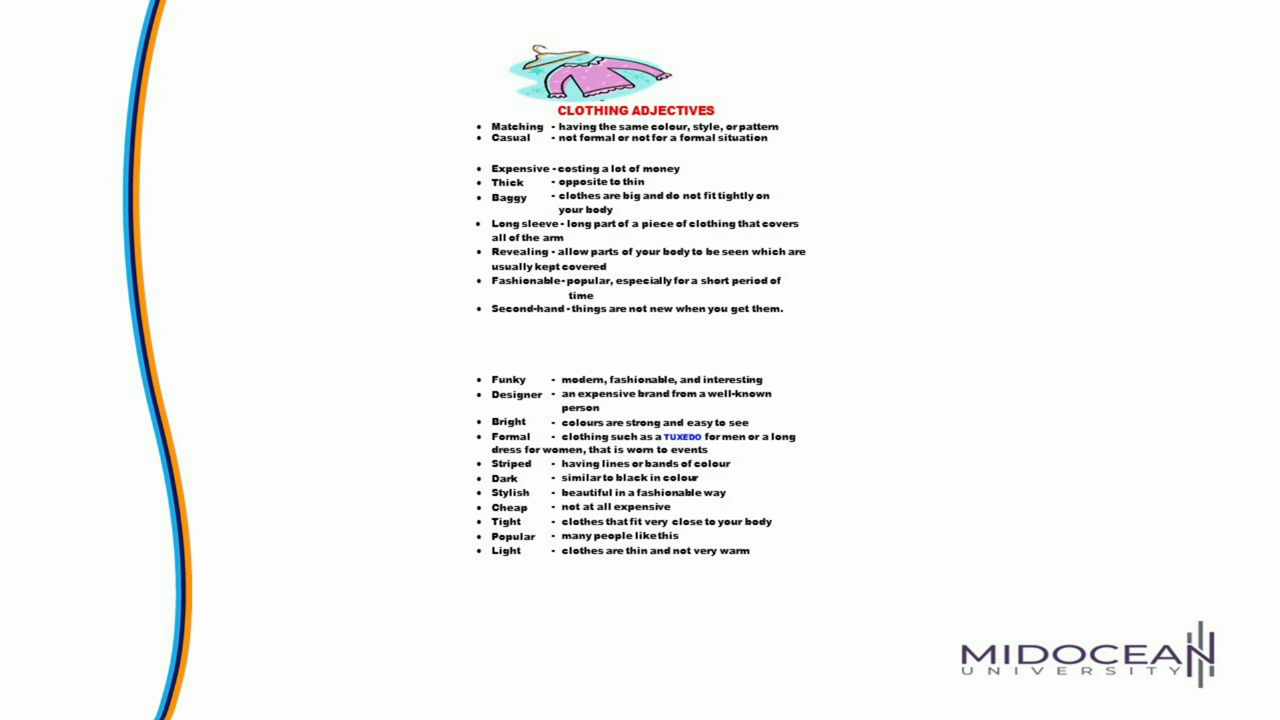 CLOTHING ADJECTIVES
• Matching - having the same colour, style, or pattern
• Casual - not formal or not for a formal situation
• Expensive - costing a lot of money
• Thick - opposite to thin
• Baggy - clothes are big and do not fit tightly on
your body
• Long sleeve - long part of a piece of clothing that covers
all of the arm
• Revealing - allow parts of your body to be seen which are
usually kept covered
• Fashionable - popular, especially for a short period of
time
• Second-hand - things are not new when you get them.
• Funky - modern, fashionable, and interesting
• Designer - an expensive brand from a well-known
person
• Bright - colours are strong and easy to see
• Formal - clothing such as a TUXEDO for men or a long
dress for women, that is worn to events
• Striped - having lines or bands of colour
• Dark - similar to black in colour
• Stylish - beautiful in a fashionable way
• Cheap - not at all expensive
• Tight - clothes that fit very close to your body
• Popular - many people like this
• Light - clothes are thin and not very warm
MIDOCEAN
UNIVERSITY